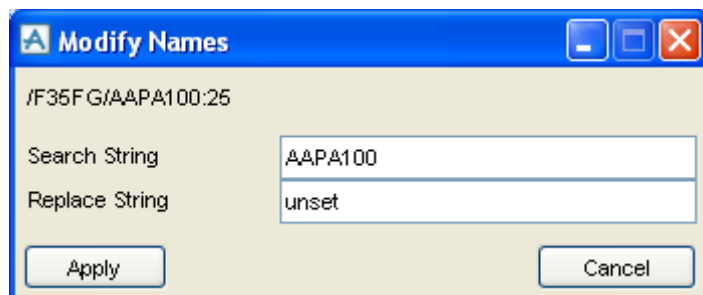 Modify Names
/F35FG/AAPA100:25
Search String AAPA100
Replace String unset
Apply Cancel